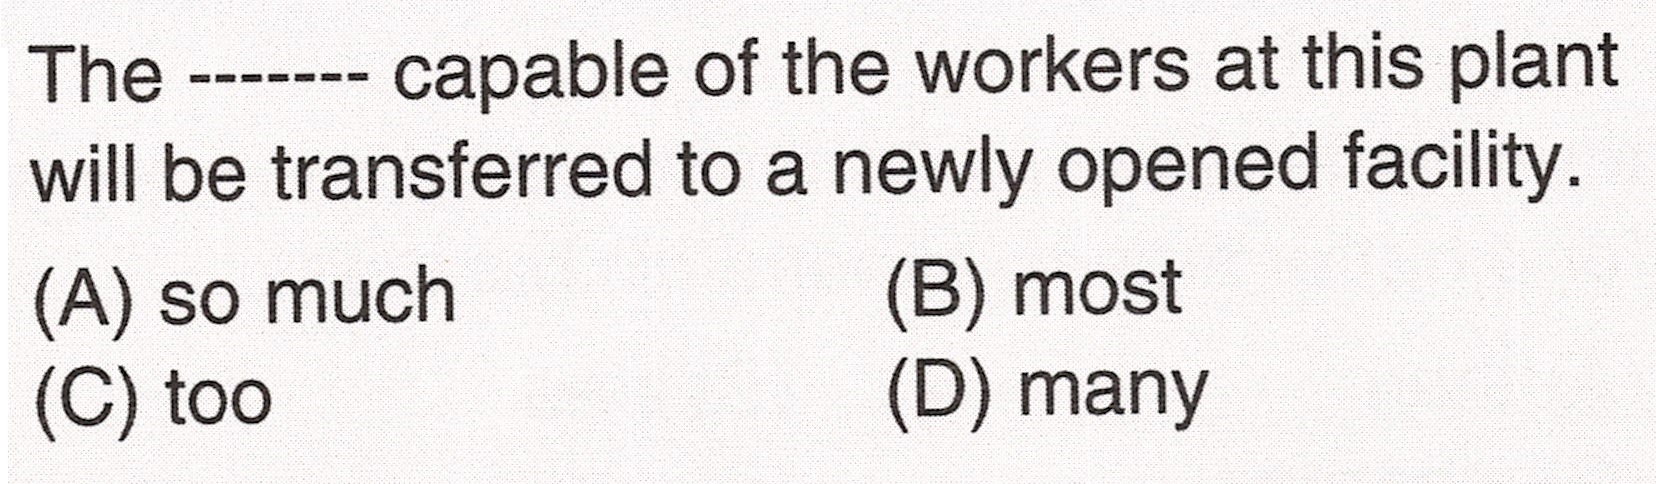 The ------- capable of the workers at this plant
will be transferred to a newly opened facility.
(A) so much (B) most
(C) too (D) many